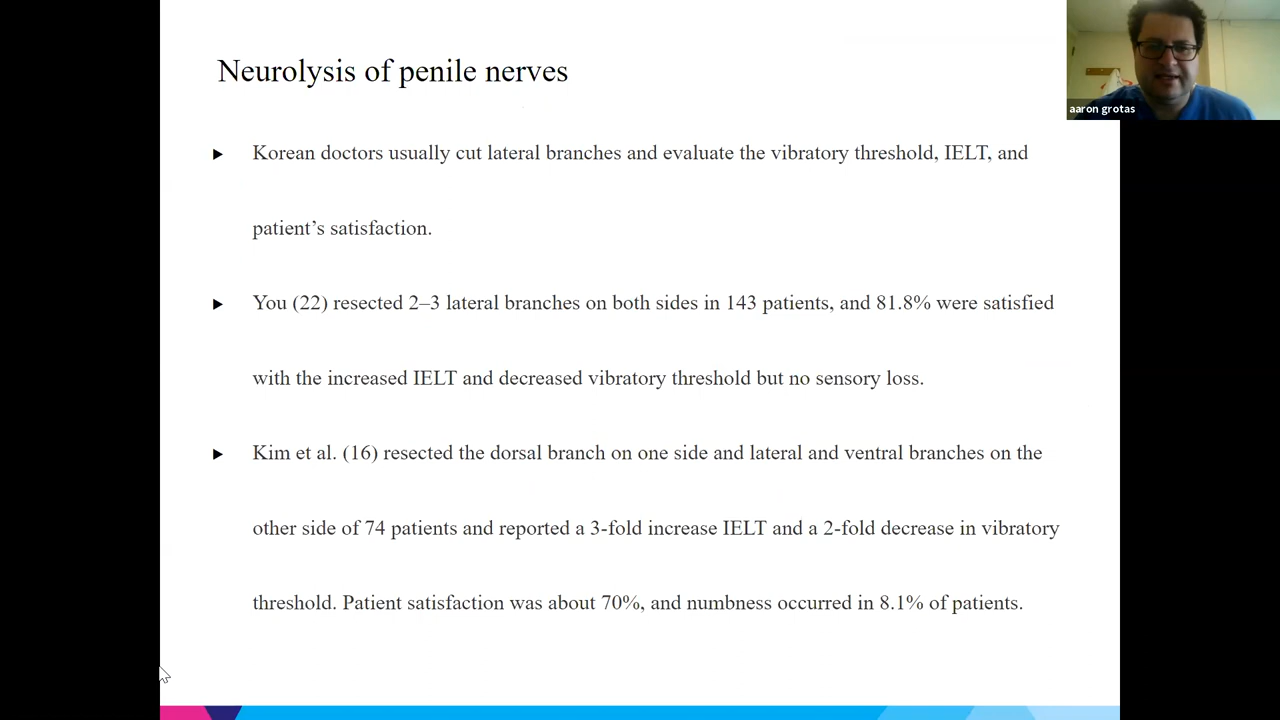 Neurolysis of penile nerves
aaron grotas
Korean doctors usually cut lateral branches and evaluate the vibratory threshold, IELT, and
patient’s satisfaction.
You (22) resected 2–3 lateral branches on both sides in 143 patients, and 81.8% were satisfied
with the increased IELT and decreased vibratory threshold but no sensory loss.
Kim et al. (16) resected the dorsal branch on one side and lateral and ventral branches on the
other side of 74 patients and reported a 3-fold increase IELT and a 2-fold decrease in vibratory
threshold. Patient satisfaction was about 70%, and numbness occurred in 8.1% of patients.